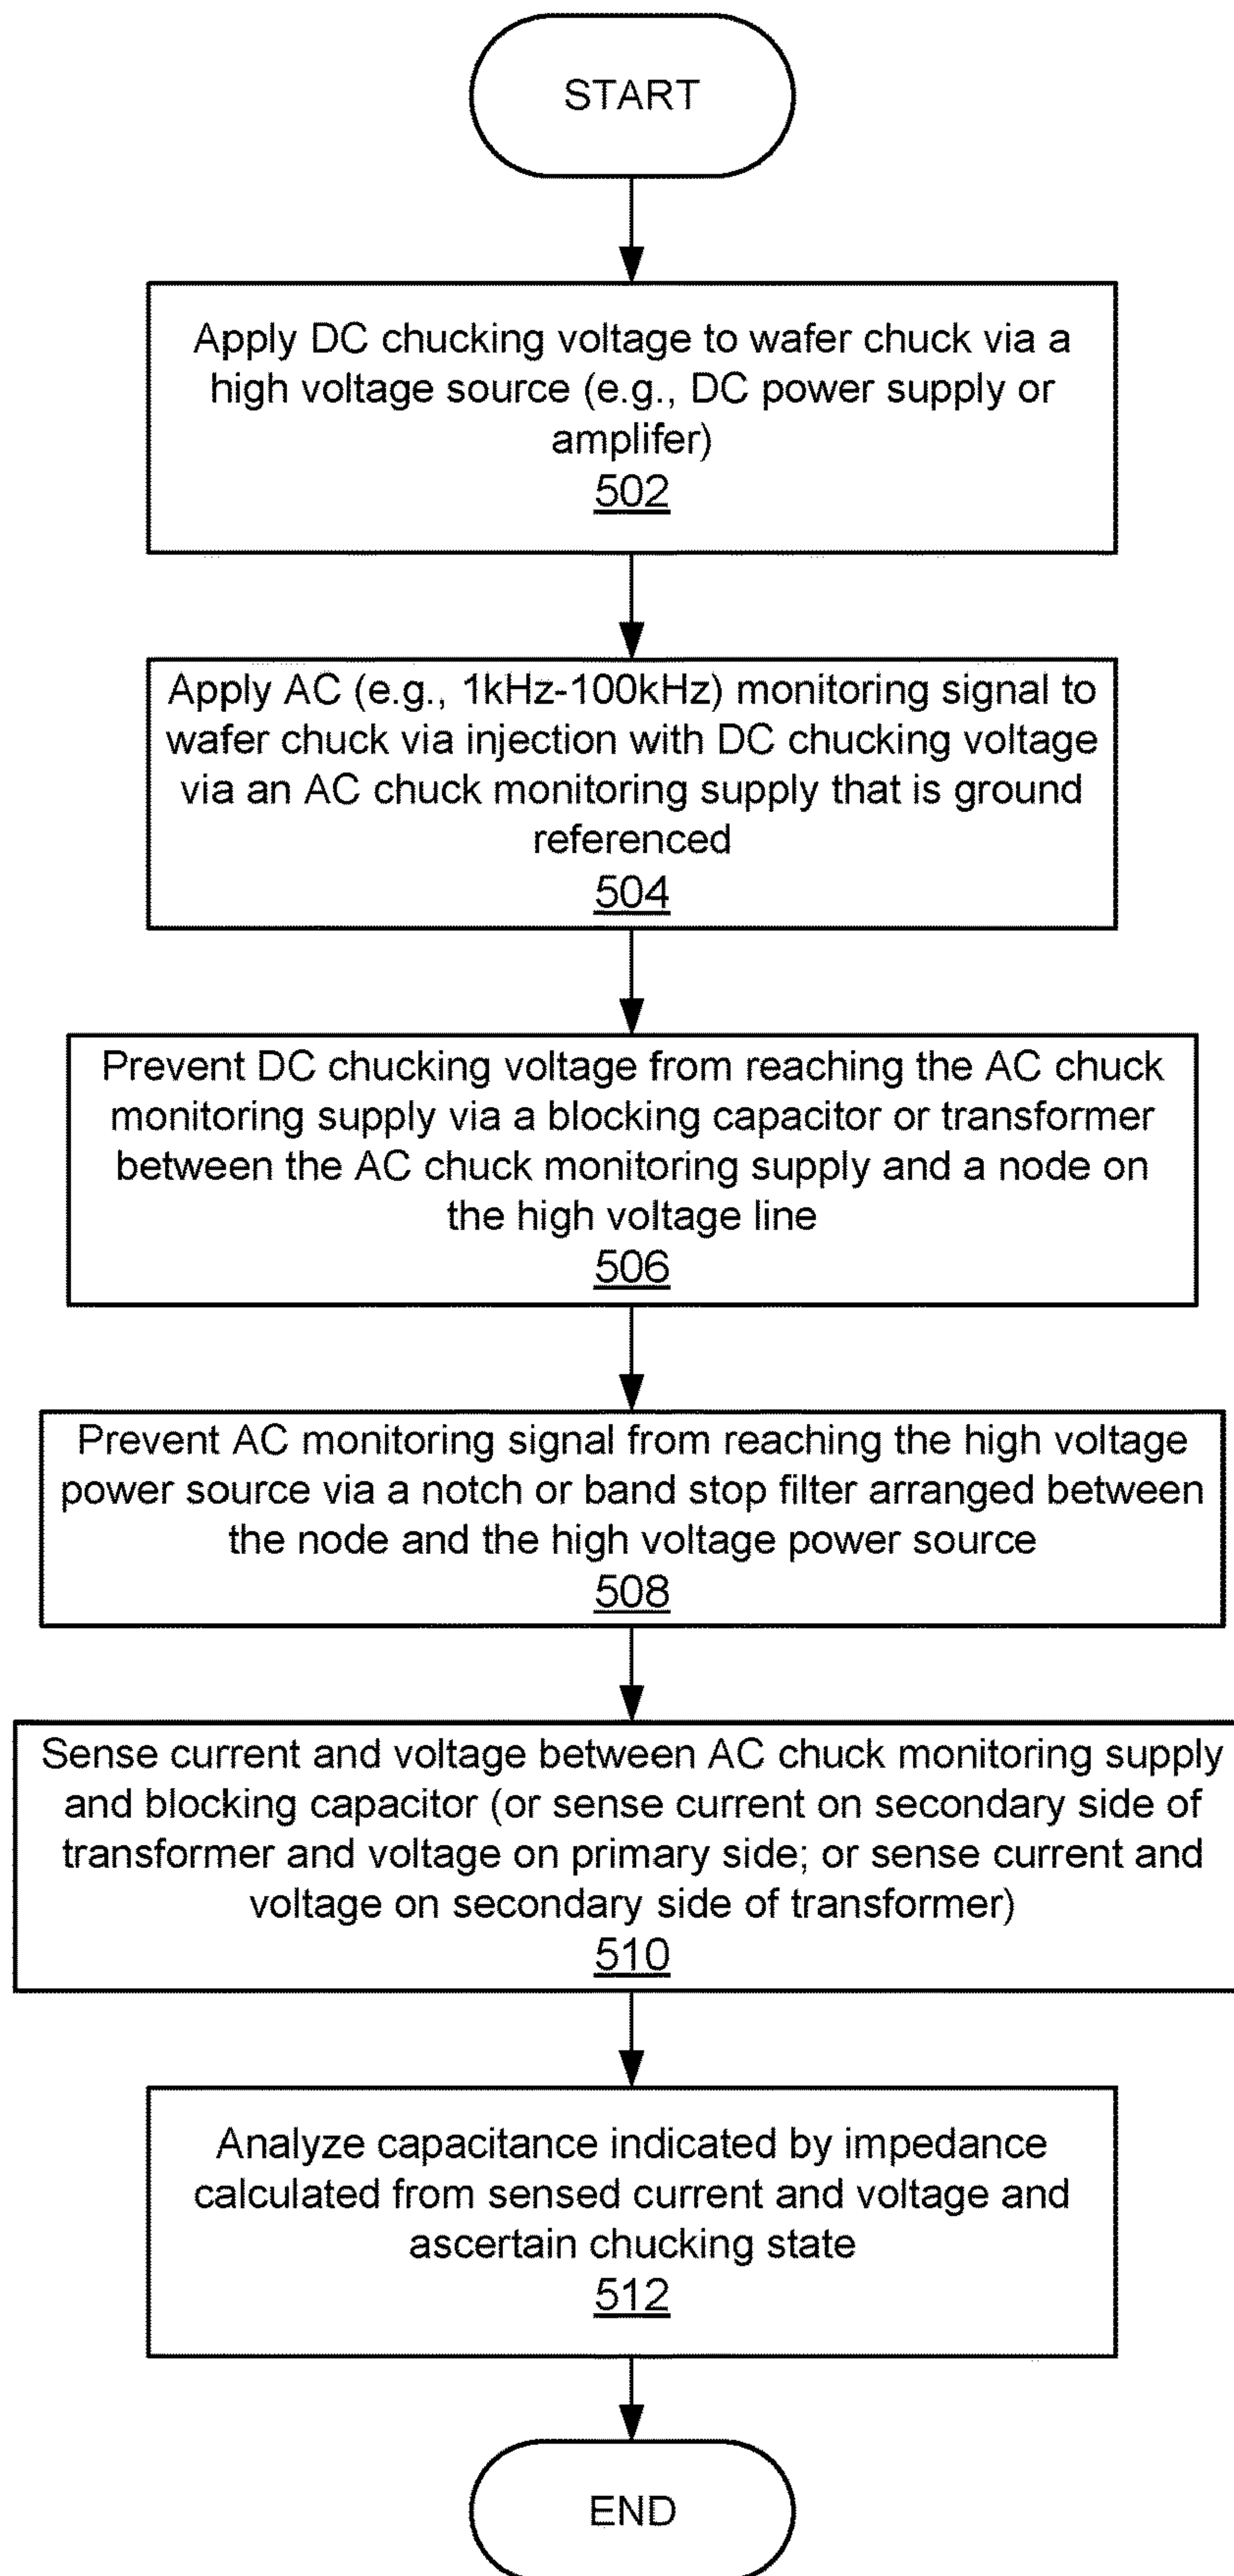 START
Apply DC chucking voltage to wafer chuck via a
high voltage source (e.g., DC power supply or
amplifer)
502
Apply AC (e.g., 1kHz-100kHz) monitoring signal to
wafer chuck via injection with DC chucking voltage
via an AC chuck monitoring supply that is ground
referenced
504
Prevent DC chucking voltage from reaching the AC chuck
monitoring supply via a blocking capacitor or transformer
between the AC chuck monitoring supply and a node on
the high voltage line
506
Prevent AC monitoring signal from reaching the high voltage
power source via a notch or band stop filter arranged between
the node and the high voltage power source
508
Sense current and voltage between AC chuck monitoring supply
and blocking capacitor (or sense current on secondary side of
transformer and voltage on primary side; or sense current and
voltage on secondary side of transformer)
510
Analyze capacitance indicated by impedance
calculated from sensed current and voltage and
ascertain chucking state
512
END